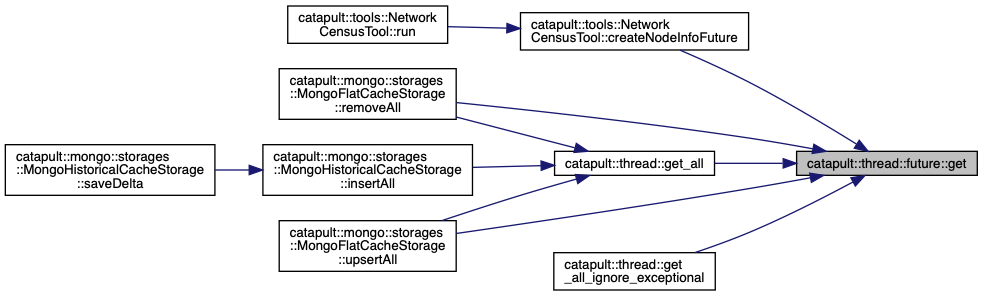 catapult::tools::Network
CensusTool::run
catapult::tools::Network
CensusTool::createNodeInfoFuture
catapult::mongo::storages
::MongoFlatCacheStorage
::removeAll
catapult::mongo::storages
::MongoHistoricalCacheStorage
::saveDelta
catapult::mongo::storages
::MongoHistoricalCacheStorage
::insertAll
catapult::thread::get_all
catapult::thread::future::get
catapult::mongo::storages
::MongoFlatCacheStorage
::upsertAll
catapult::thread::get
_all_ignore_exceptional